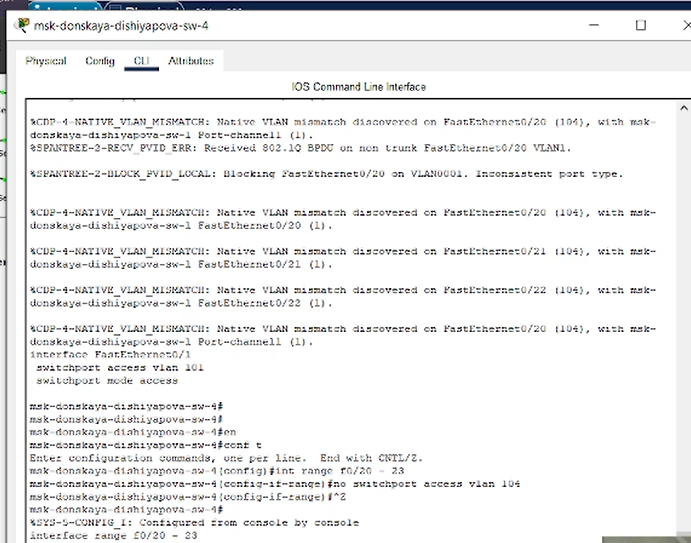 msk-donskaya-dishiyapova-sw-4
Physical Config CLI Attributes
IOS Command Line Interface
%CDP-4-NATIVE_VLAN_MISMATCH: Native VLAN mismatch discovered on FastEthernet0/20 (104), with msk-
donskaya-dishiyapova-sw-1 Port-channel1 (1).
%SPANTREE-2-RECV_PVID_ERR: Received 802.1Q BPDU on non trunk FastEthernet0/20 VLAN1.
%SPANTREE-2-BLOCK_PVID_LOCAL: Blocking FastEthernet0/20 on VLAN0001. Inconsistent port type.
%CDP-4-NATIVE_VLAN_MISMATCH: Native VLAN mismatch discovered on FastEthernet0/20 (104), with msk-
donskaya-dishiyapova-sw-1 FastEthernet0/20 (1).
%CDP-4-NATIVE_VLAN_MISMATCH: Native VLAN mismatch discovered on FastEthernet0/21 (104), with msk-
donskaya-dishiyapova-sw-1 FastEthernet0/21 (1).
%CDP-4-NATIVE_VLAN_MISMATCH: Native VLAN mismatch discovered on FastEthernet0/22 (104), with msk-
donskaya-dishiyapova-sw-1 FastEthernet0/22 (1).
%CDP-4-NATIVE_VLAN_MISMATCH: Native VLAN mismatch discovered on FastEthernet0/20 (104), with msk-
donskaya-dishiyapova-sw-1 Port-channel1 (1).
interface FastEthernet0/1
switchport access vlan 101
switchport mode access
msk-donskaya-dishiyapova-sw-4#
msk-donskaya-dishiyapova-sw-4#
msk-donskaya-dishiyapova-sw-4#en
msk-donskaya-dishiyapova-sw-4#conf t
Enter configuration commands, one per line. End with CNTL/Z.
msk-donskaya-dishiyapova-sw-4(config)#int range f0/20 - 23
msk-donskaya-dishiyapova-sw-4(config-if-range)#no switchport access vlan 104
msk-donskaya-dishiyapova-sw-4(config-if-range)#^Z
msk-donskaya-dishiyapova-sw-4#
%SYS-5-CONFIG_I: Configured from console by console
interface range f0/20 - 23